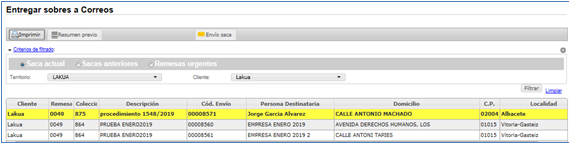 Entregar sobres a Correos
Imprimir Resumen previo Envío saca
Criterios de filtrado:
Saca actual Sacas anteriores Remesas urgentes
Territorio: LAKUA Cliente: Lakua
Filtrar Limpiar
Cliente Remesa Colecció Descripción Cód. Envío Persona Destinataria Domicilio C.P. Localidad
Lakua 0049 875 procedimiento 1548/2019 00008571 Jorge García Alvarez CALLE ANTONIO MACHADO 02004 Albacete
Lakua 0049 864 PRUEBA ENERO2019 00008560 EMPRESA ENERO 2019 AVENIDA DERECHOS HUMANOS, LOS 01015 Vitoria-Gasteiz
Lakua 0049 864 PRUEBA ENERO2019 00008561 EMPRESA ENERO 2019 2 CALLE ANTONI TAPIES 01015 Vitoria-Gasteiz